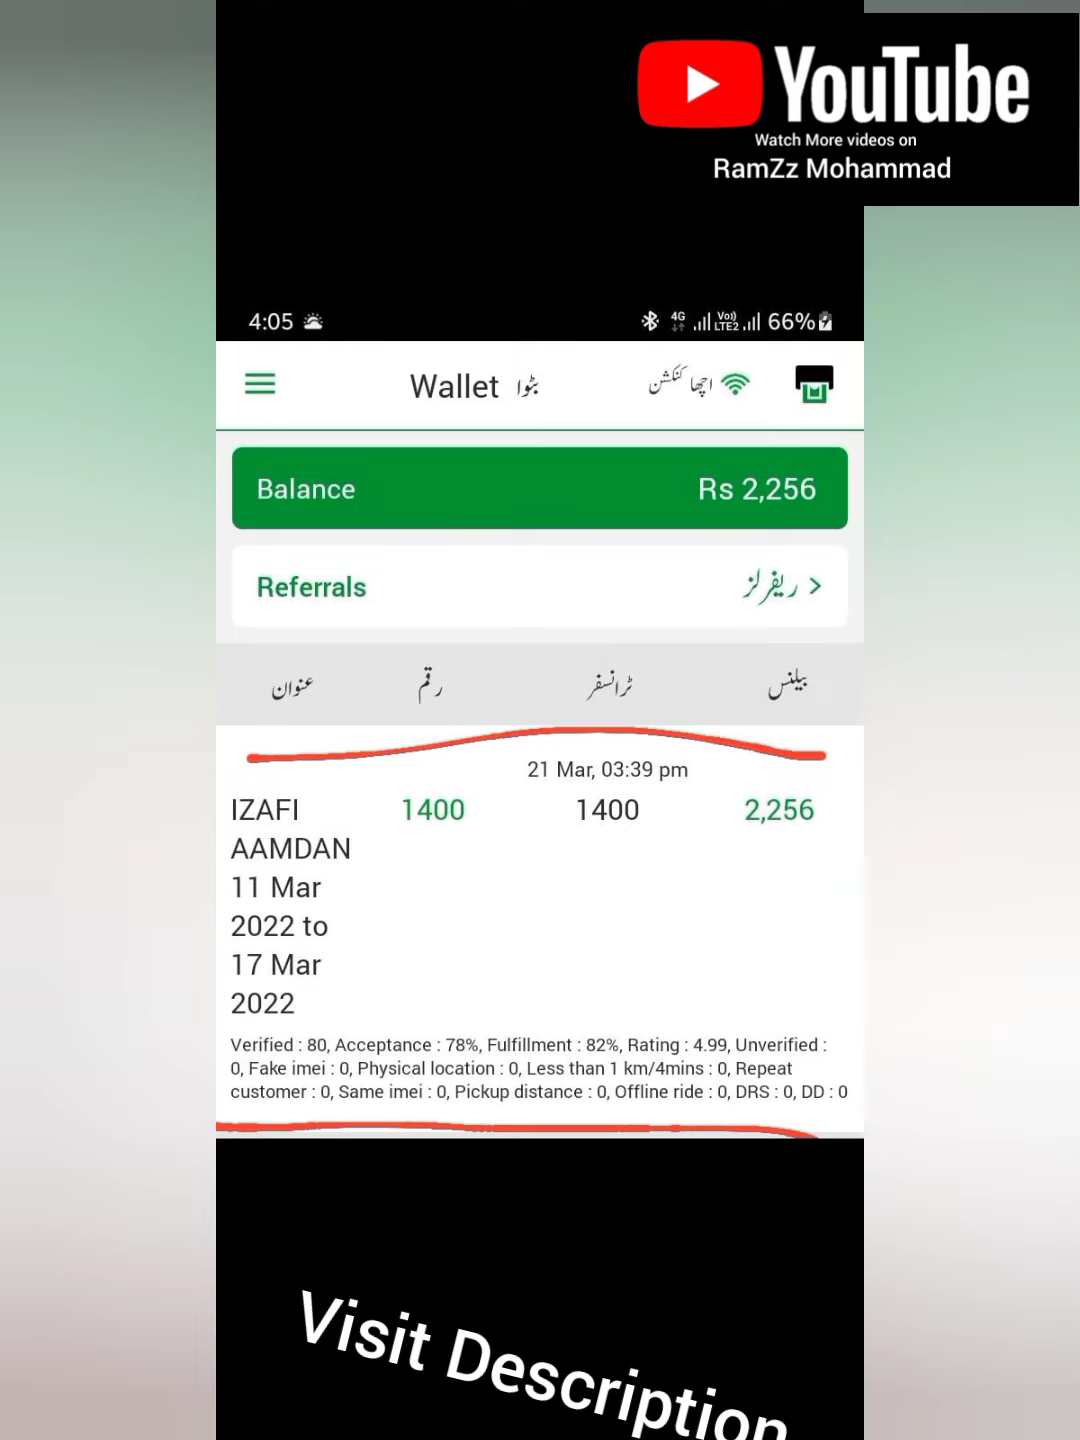 YouTube
Watch More videos on
RamZz Mohammad
4:05 4G Vo) LTE2 66%
Wallet بٹوا اچھا کنکشن
Balance Rs 2,256
Referrals ریفرلز >
عنوان رقم ٹرانسفر بیلنس
21 Mar, 03:39 pm
IZAFI 1400 1400 2,256
AAMDAN
11 Mar
2022 to
17 Mar
2022
Verified : 80, Acceptance : 78%, Fulfillment : 82%, Rating : 4.99, Unverified :
0, Fake imei : 0, Physical location : 0, Less than 1 km/4mins : 0, Repeat
customer : 0, Same imei : 0, Pickup distance : 0, Offline ride : 0, DRS : 0, DD : 0
Visit Description